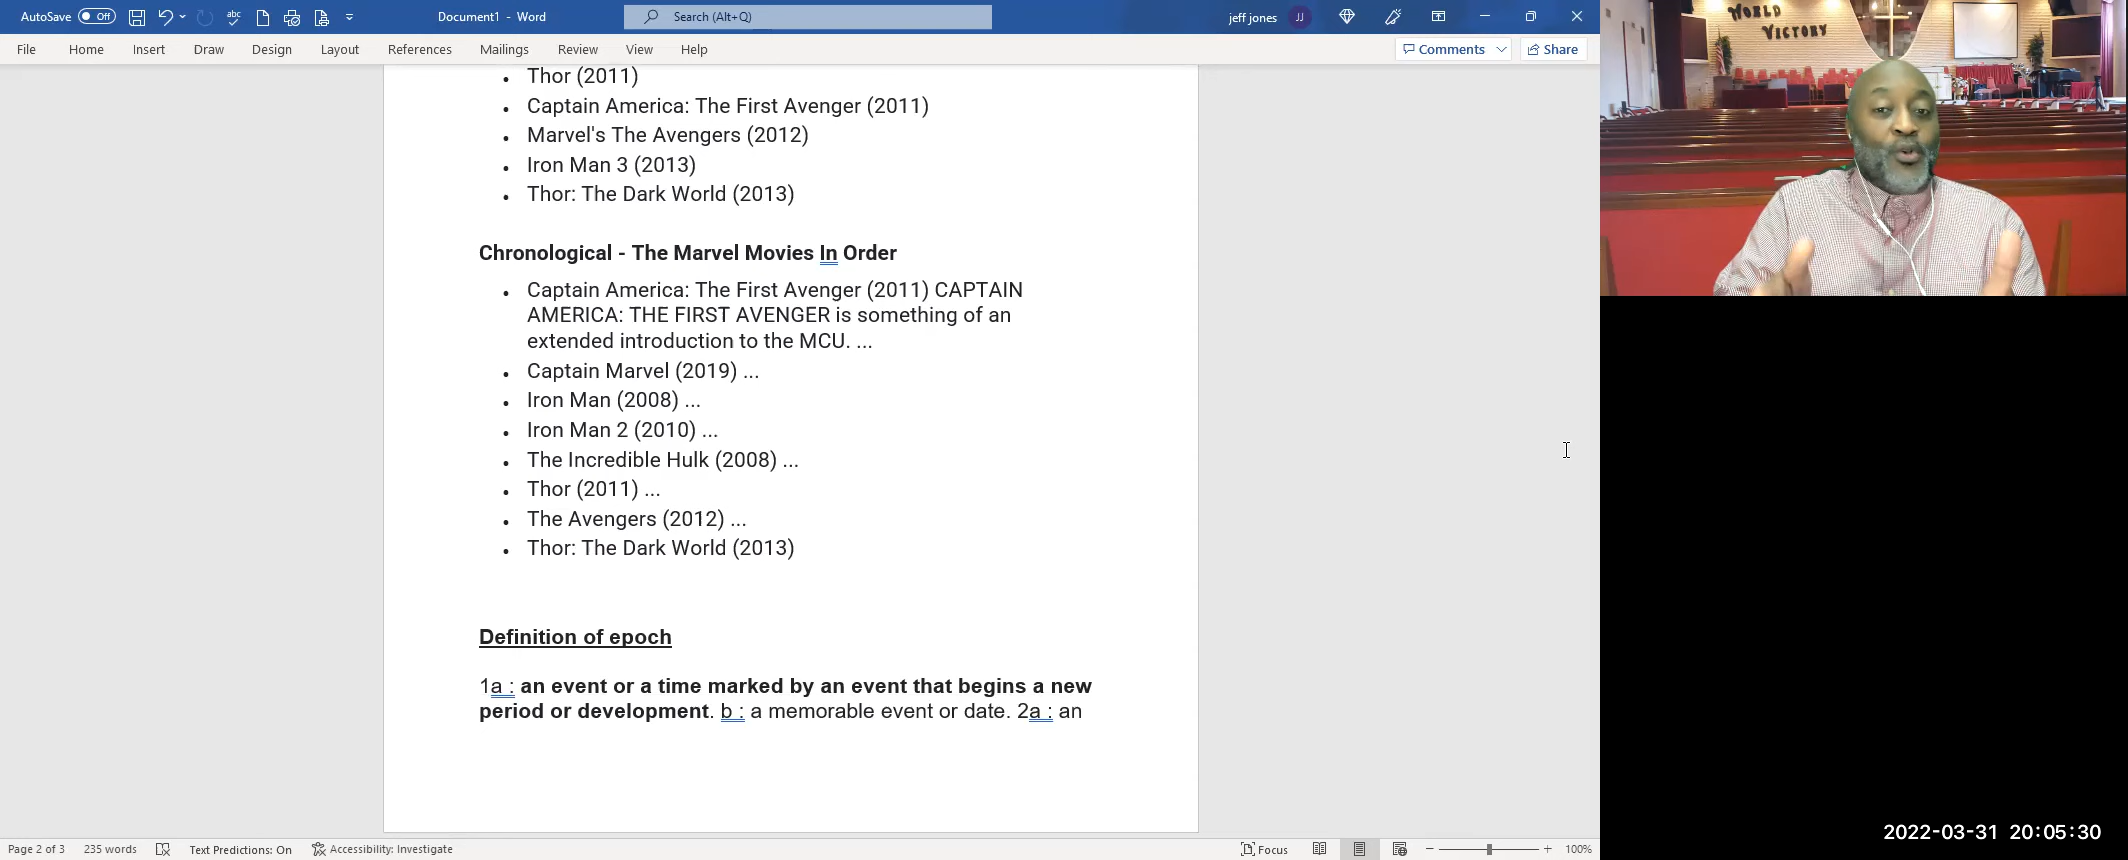 AutoSave Off Document1 - Word Search (Alt+Q) jeff jones JJ
File Home Insert Draw Design Layout References Mailings Review View Help Comments Share
WORLD
VICTORY
• Thor (2011)
• Captain America: The First Avenger (2011)
• Marvel's The Avengers (2012)
• Iron Man 3 (2013)
• Thor: The Dark World (2013)
Chronological - The Marvel Movies In Order
• Captain America: The First Avenger (2011) CAPTAIN
AMERICA: THE FIRST AVENGER is something of an
extended introduction to the MCU. ...
• Captain Marvel (2019) ...
• Iron Man (2008) ...
• Iron Man 2 (2010) ...
• The Incredible Hulk (2008) ...
• Thor (2011) ...
• The Avengers (2012) ...
• Thor: The Dark World (2013)
Definition of epoch
1a : an event or a time marked by an event that begins a new
period or development. b : a memorable event or date. 2a : an
2022-03-31 20:05:30
Page 2 of 3 235 words Text Predictions: On Accessibility: Investigate Focus 100%